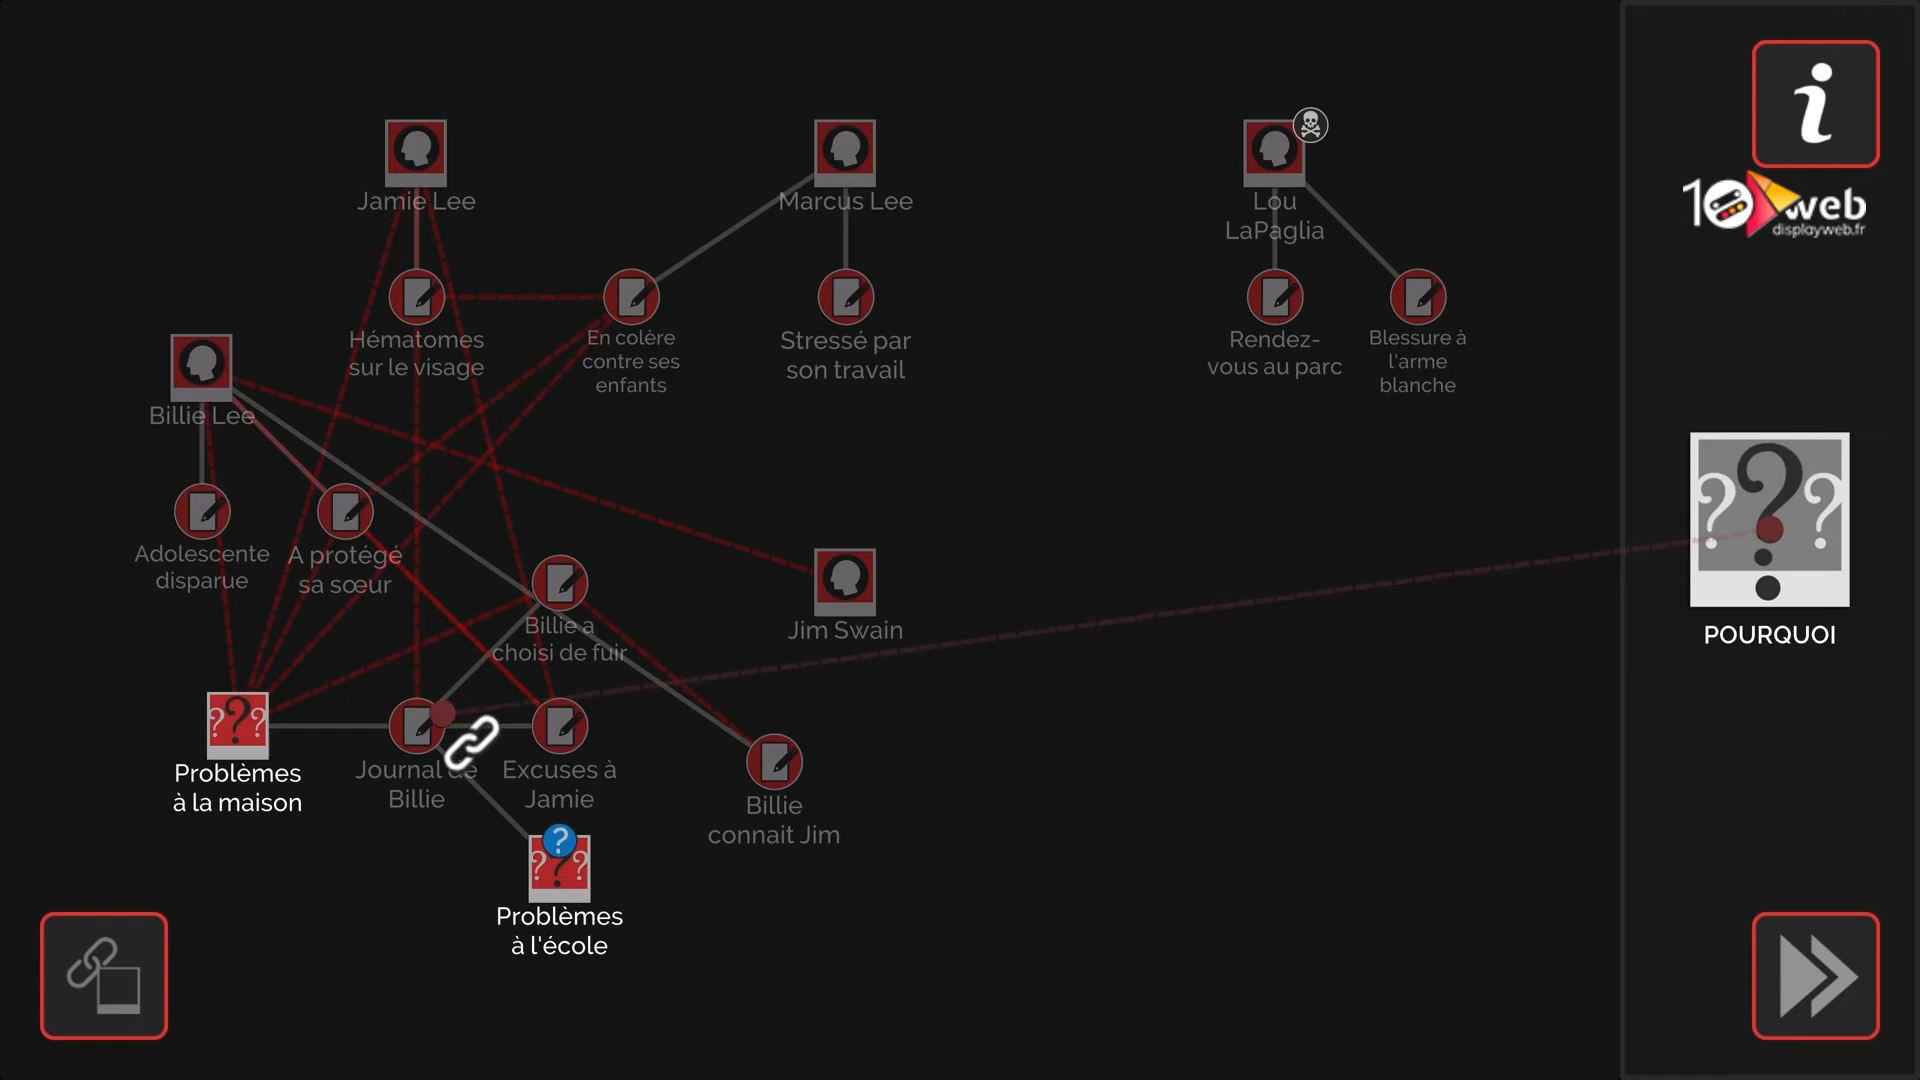 Jamie Lee
Marcus Lee
Lou
LaPaglia
10 web
displayweb.fr
Hématomes
sur le visage
En colère
contre ses
enfants
Stressé par
son travail
Rendez-
vous au parc
Blessure à
l'arme
blanche
Billie Lee
Adolescente
disparue
A protégé
sa sœur
Billie a
choisi de fuir
Jim Swain
? ? ?
POURQUOI
? ? ?
Problèmes
à la maison
Journal de
Billie
Excuses à
Jamie
Billie
connait Jim
?
? ? ?
Problèmes
à l'école